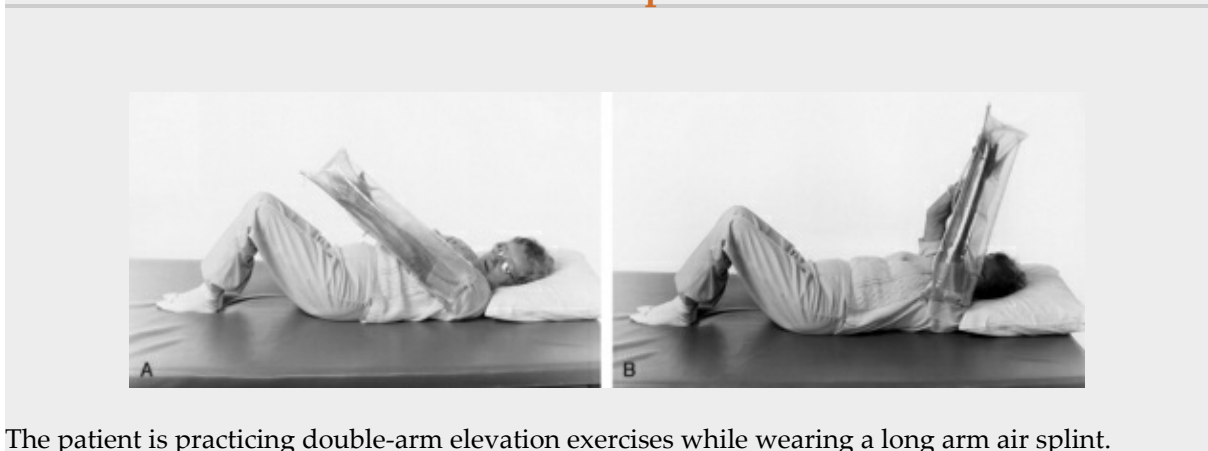 A
B
The patient is practicing double-arm elevation exercises while wearing a long arm air splint.